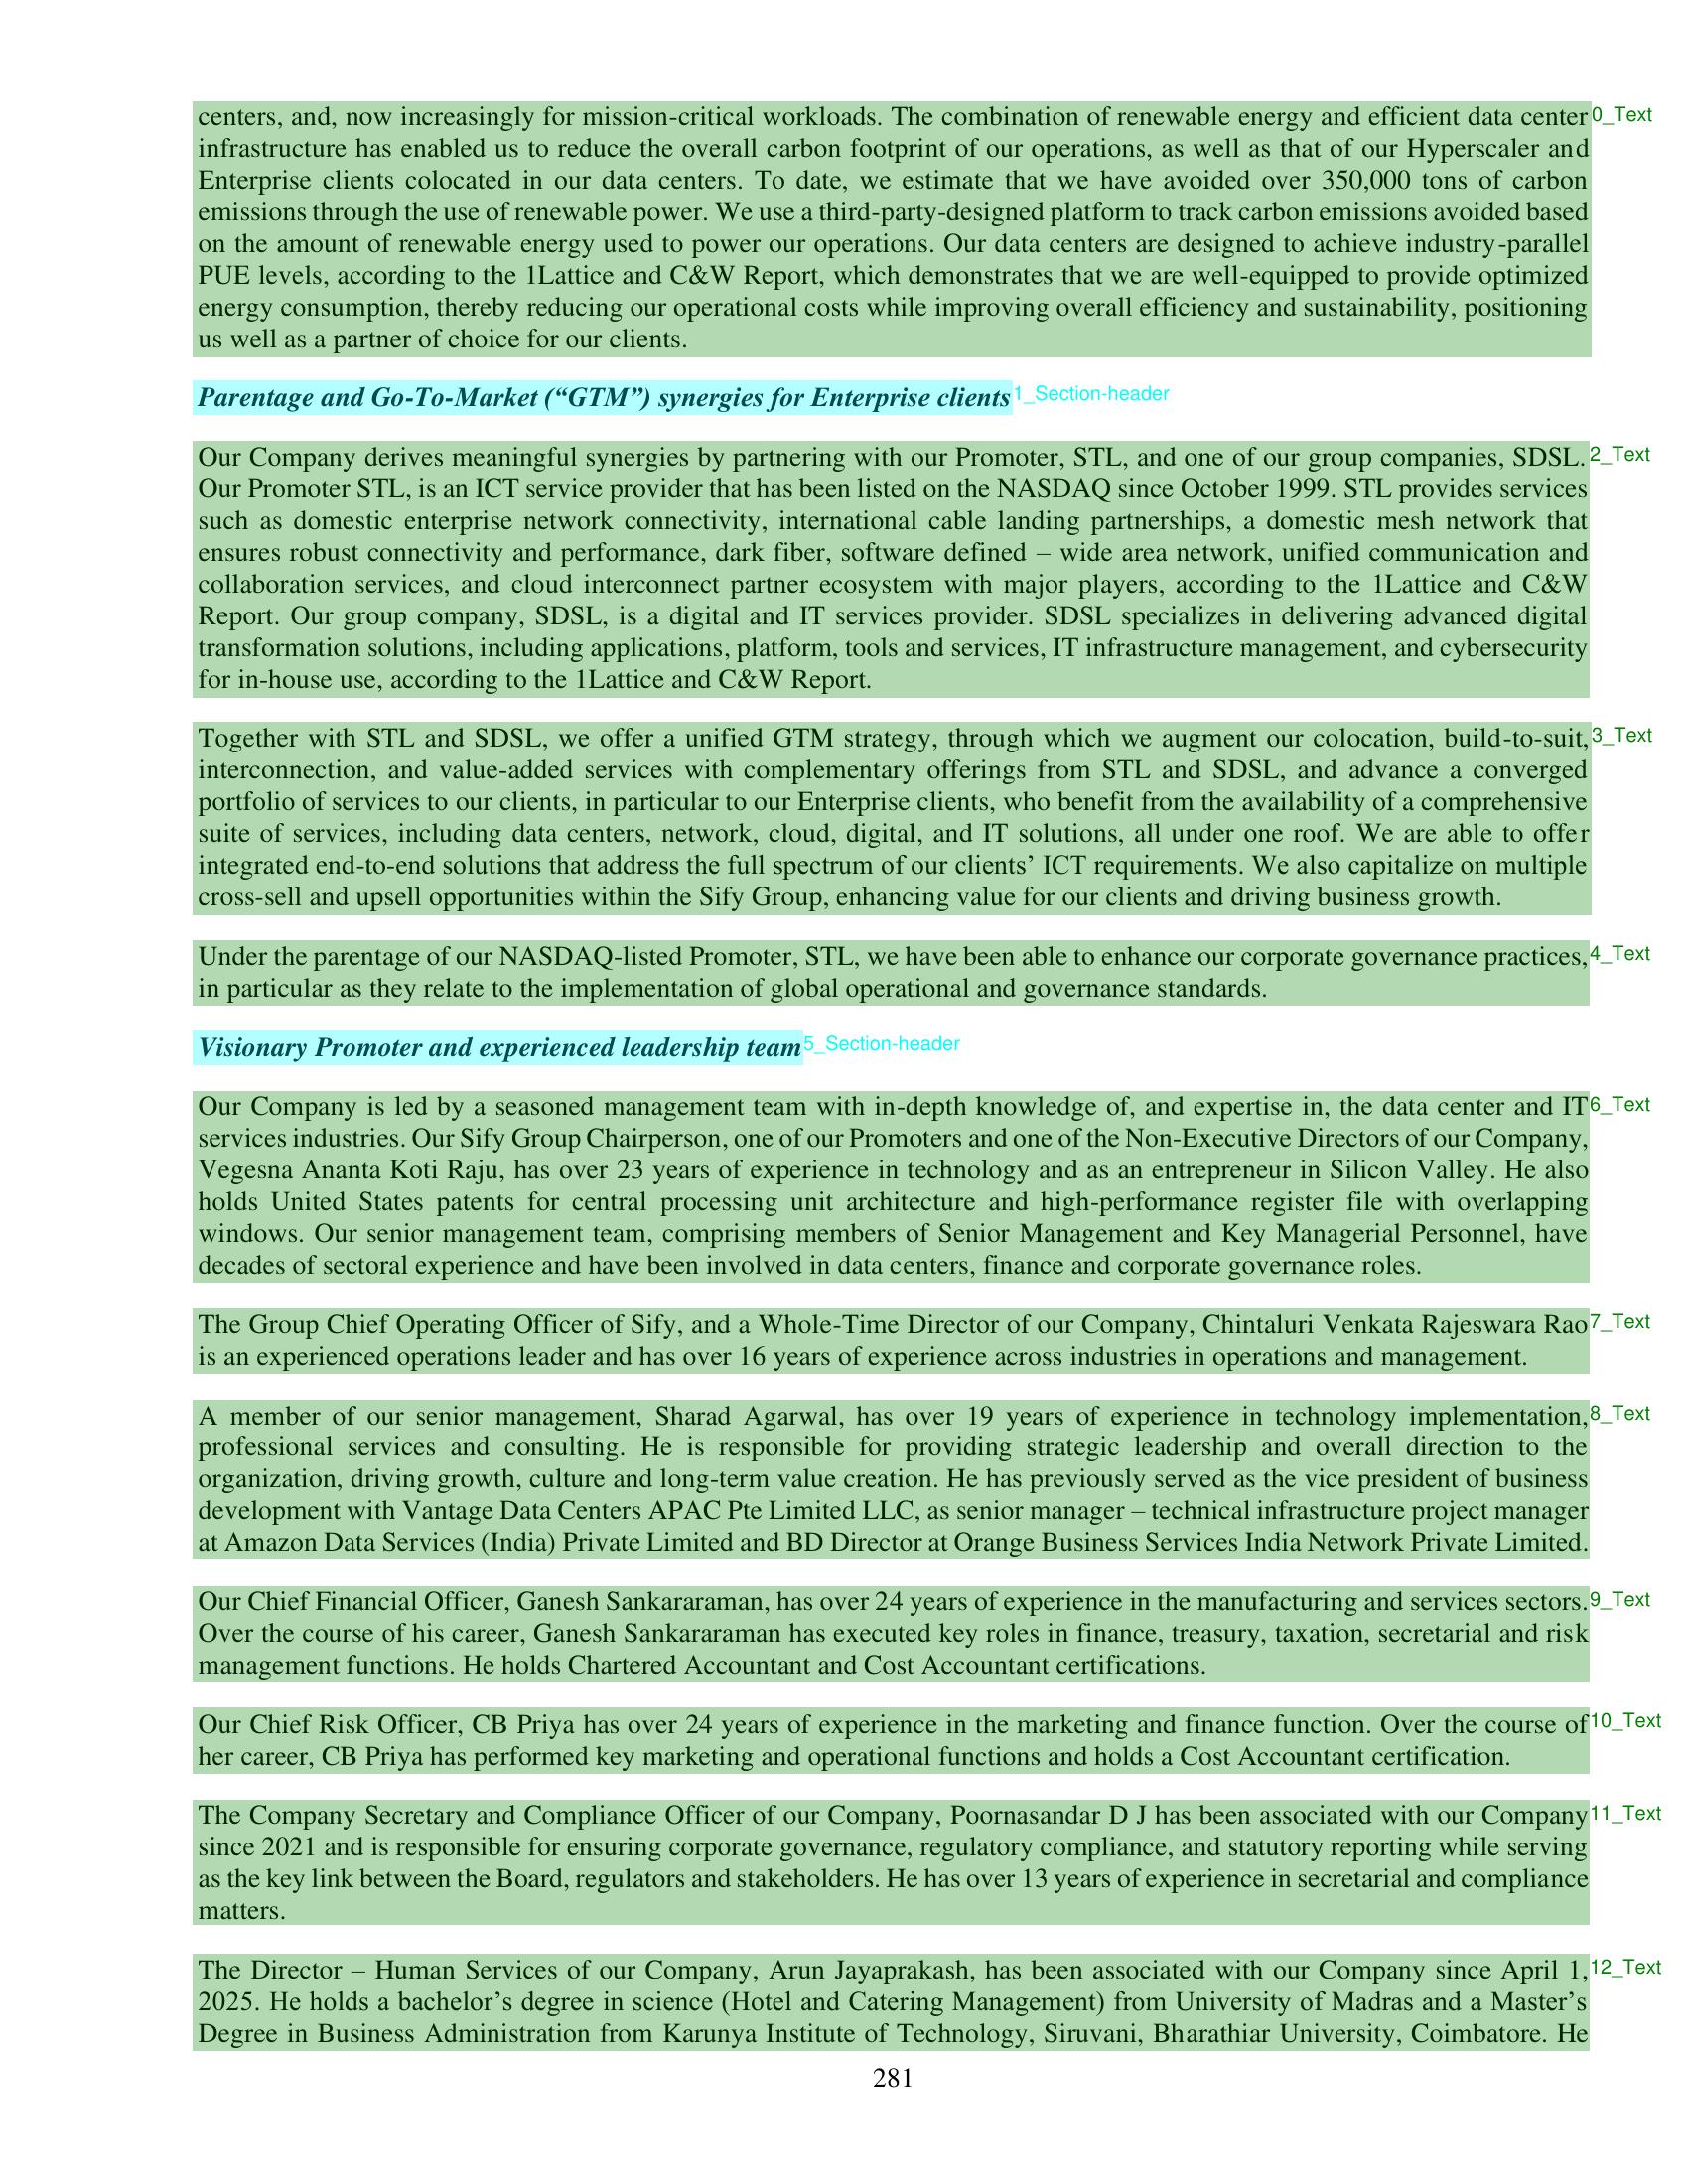 centers, and, now increasingly for mission-critical workloads. The combination of renewable energy and efficient data center 0_Text
infrastructure has enabled us to reduce the overall carbon footprint of our operations, as well as that of our Hyperscaler and
Enterprise clients colocated in our data centers. To date, we estimate that we have avoided over 350,000 tons of carbon
emissions through the use of renewable power. We use a third-party-designed platform to track carbon emissions avoided based
on the amount of renewable energy used to power our operations. Our data centers are designed to achieve industry-parallel
PUE levels, according to the 1Lattice and C&W Report, which demonstrates that we are well-equipped to provide optimized
energy consumption, thereby reducing our operational costs while improving overall efficiency and sustainability, positioning
us well as a partner of choice for our clients.
Parentage and Go-To-Market (“GTM”) synergies for Enterprise clients 1_Section-header
Our Company derives meaningful synergies by partnering with our Promoter, STL, and one of our group companies, SDSL. 2_Text
Our Promoter STL, is an ICT service provider that has been listed on the NASDAQ since October 1999. STL provides services
such as domestic enterprise network connectivity, international cable landing partnerships, a domestic mesh network that
ensures robust connectivity and performance, dark fiber, software defined – wide area network, unified communication and
collaboration services, and cloud interconnect partner ecosystem with major players, according to the 1Lattice and C&W
Report. Our group company, SDSL, is a digital and IT services provider. SDSL specializes in delivering advanced digital
transformation solutions, including applications, platform, tools and services, IT infrastructure management, and cybersecurity
for in-house use, according to the 1Lattice and C&W Report.
Together with STL and SDSL, we offer a unified GTM strategy, through which we augment our colocation, build-to-suit, 3_Text
interconnection, and value-added services with complementary offerings from STL and SDSL, and advance a converged
portfolio of services to our clients, in particular to our Enterprise clients, who benefit from the availability of a comprehensive
suite of services, including data centers, network, cloud, digital, and IT solutions, all under one roof. We are able to offer
integrated end-to-end solutions that address the full spectrum of our clients’ ICT requirements. We also capitalize on multiple
cross-sell and upsell opportunities within the Sify Group, enhancing value for our clients and driving business growth.
Under the parentage of our NASDAQ-listed Promoter, STL, we have been able to enhance our corporate governance practices, 4_Text
in particular as they relate to the implementation of global operational and governance standards.
Visionary Promoter and experienced leadership team 5_Section-header
Our Company is led by a seasoned management team with in-depth knowledge of, and expertise in, the data center and IT 6_Text
services industries. Our Sify Group Chairperson, one of our Promoters and one of the Non-Executive Directors of our Company,
Vegesna Ananta Koti Raju, has over 23 years of experience in technology and as an entrepreneur in Silicon Valley. He also
holds United States patents for central processing unit architecture and high-performance register file with overlapping
windows. Our senior management team, comprising members of Senior Management and Key Managerial Personnel, have
decades of sectoral experience and have been involved in data centers, finance and corporate governance roles.
The Group Chief Operating Officer of Sify, and a Whole-Time Director of our Company, Chintaluri Venkata Rajeswara Rao 7_Text
is an experienced operations leader and has over 16 years of experience across industries in operations and management.
A member of our senior management, Sharad Agarwal, has over 19 years of experience in technology implementation, 8_Text
professional services and consulting. He is responsible for providing strategic leadership and overall direction to the
organization, driving growth, culture and long-term value creation. He has previously served as the vice president of business
development with Vantage Data Centers APAC Pte Limited LLC, as senior manager – technical infrastructure project manager
at Amazon Data Services (India) Private Limited and BD Director at Orange Business Services India Network Private Limited.
Our Chief Financial Officer, Ganesh Sankararaman, has over 24 years of experience in the manufacturing and services sectors. 9_Text
Over the course of his career, Ganesh Sankararaman has executed key roles in finance, treasury, taxation, secretarial and risk
management functions. He holds Chartered Accountant and Cost Accountant certifications.
Our Chief Risk Officer, CB Priya has over 24 years of experience in the marketing and finance function. Over the course of 10_Text
her career, CB Priya has performed key marketing and operational functions and holds a Cost Accountant certification.
The Company Secretary and Compliance Officer of our Company, Poornasandar D J has been associated with our Company 11_Text
since 2021 and is responsible for ensuring corporate governance, regulatory compliance, and statutory reporting while serving
as the key link between the Board, regulators and stakeholders. He has over 13 years of experience in secretarial and compliance
matters.
The Director – Human Services of our Company, Arun Jayaprakash, has been associated with our Company since April 1, 12_Text
2025. He holds a bachelor’s degree in science (Hotel and Catering Management) from University of Madras and a Master’s
Degree in Business Administration from Karunya Institute of Technology, Siruvani, Bharathiar University, Coimbatore. He
281